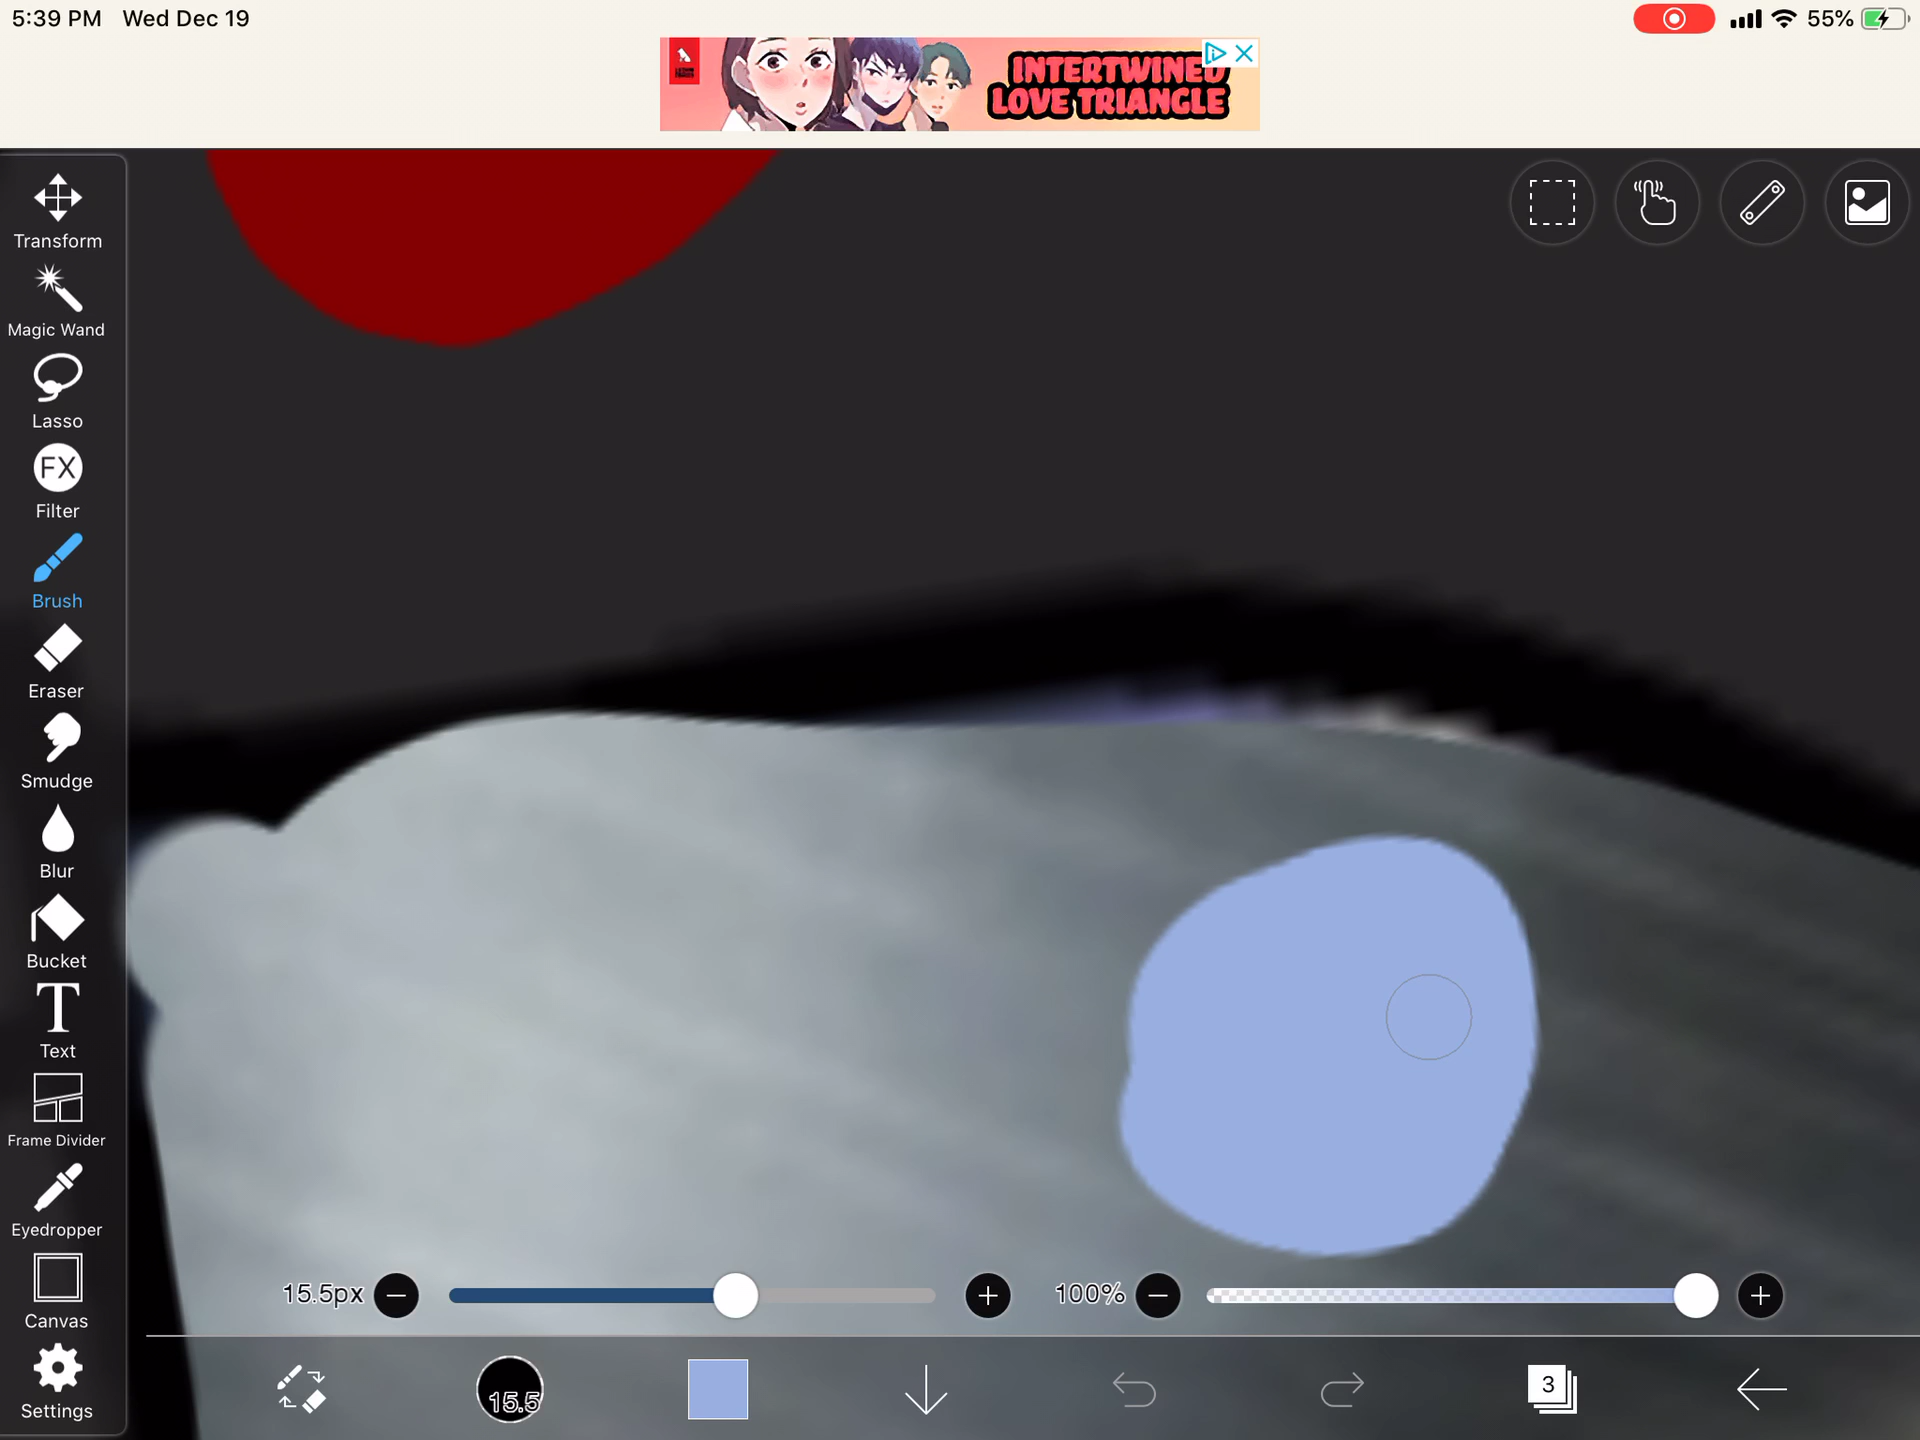 5:39 PM Wed Dec 19
55%
INTERTWINED
LOVE TRIANGLE
Transform
Magic Wand
Lasso
FX
Filter
Brush
Eraser
Smudge
Blur
Bucket
T
Text
Frame Divider
Eyedropper
Canvas
Settings
15.5px
100%
15.5
3